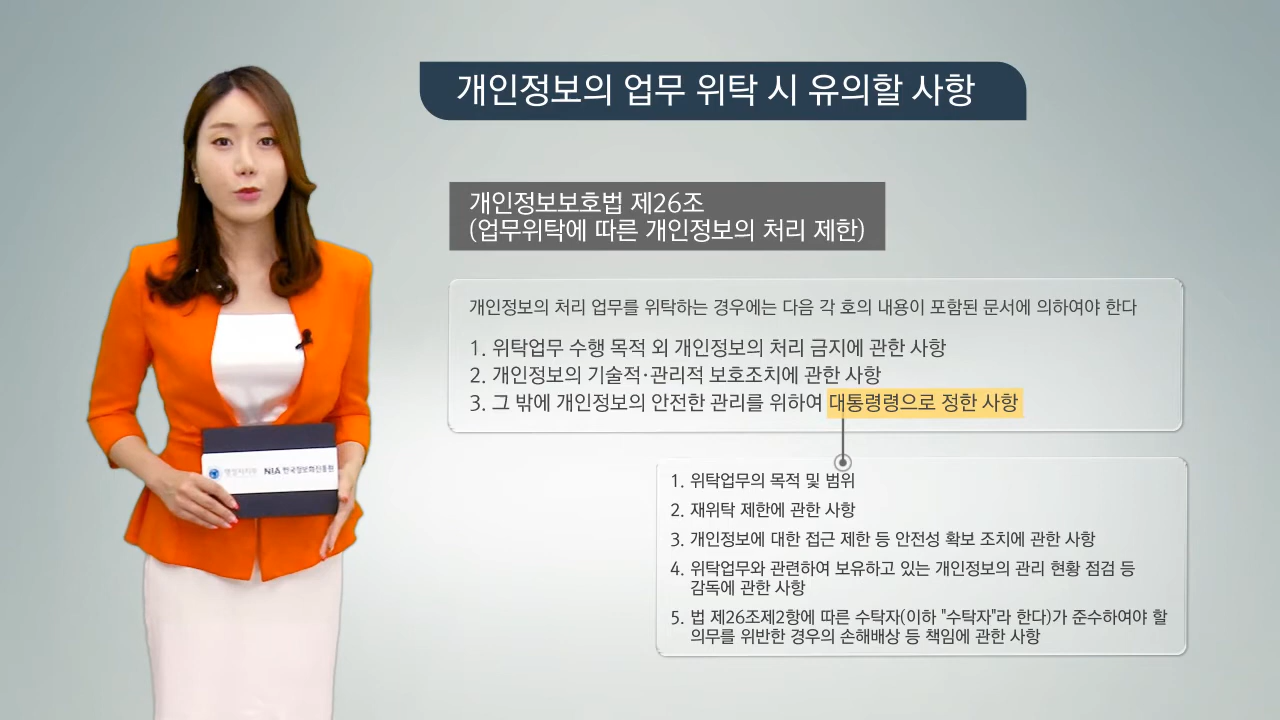 개인정보의 업무 위탁 시 유의할 사항
개인정보보호법 제26조
(업무위탁에 따른 개인정보의 처리 제한)
개인정보의 처리 업무를 위탁하는 경우에는 다음 각 호의 내용이 포함된 문서에 의하여야 한다
1. 위탁업무 수행 목적 외 개인정보의 처리 금지에 관한 사항
2. 개인정보의 기술적·관리적 보호조치에 관한 사항
3. 그 밖에 개인정보의 안전한 관리를 위하여 대통령령으로 정한 사항
1. 위탁업무의 목적 및 범위
2. 재위탁 제한에 관한 사항
3. 개인정보에 대한 접근 제한 등 안전성 확보 조치에 관한 사항
4. 위탁업무와 관련하여 보유하고 있는 개인정보의 관리 현황 점검 등
감독에 관한 사항
5. 법 제26조제2항에 따른 수탁자(이하 "수탁자"라 한다)가 준수하여야 할
의무를 위반한 경우의 손해배상 등 책임에 관한 사항
행정자치부 NIA 한국정보화진흥원